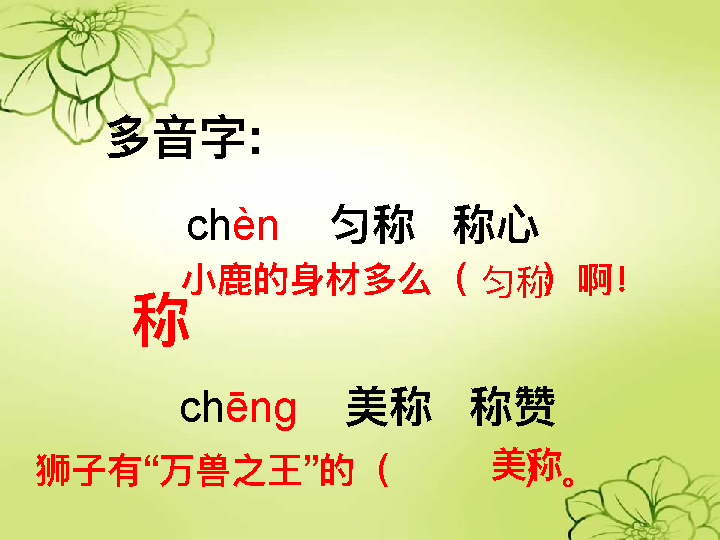 多音字:
chèn 匀称 称心
小鹿的身材多么（匀称）啊!
称
chēng 美称 称赞
狮子有“万兽之王”的（美称）。